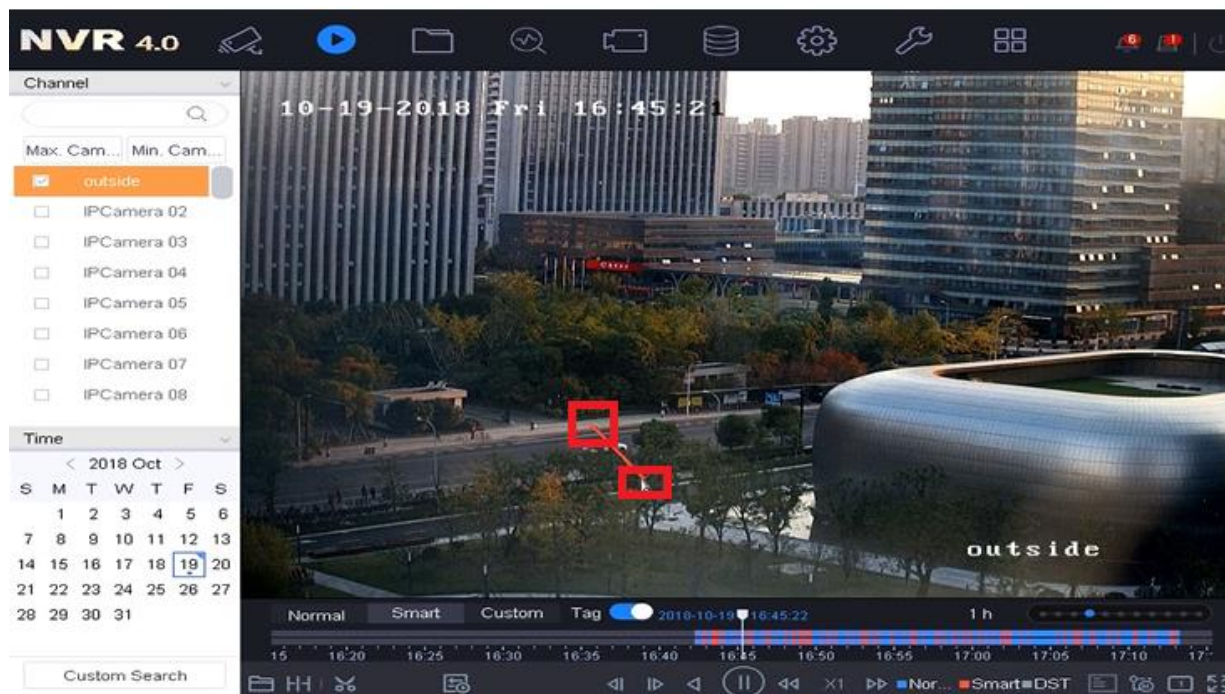 NVR 4.0
6
1
Channel
Max. Cam... Min. Cam...
outside
IPCamera 02
IPCamera 03
IPCamera 04
IPCamera 05
IPCamera 06
IPCamera 07
IPCamera 08
Time
< 2018 Oct >
S M T W T F S
1 2 3 4 5 6
7 8 9 10 11 12 13
14 15 16 17 18 19 20
21 22 23 24 25 26 27
28 29 30 31
Custom Search
10-19-2018 Fri 16:45:21
outside
Normal Smart Custom Tag 2018-10-19 16:45:22 1 h
15 16:20 16:25 16:30 16:35 16:40 16:45 16:50 16:55 17:00 17:05 17:10 17:
X1 Nor... Smart DST